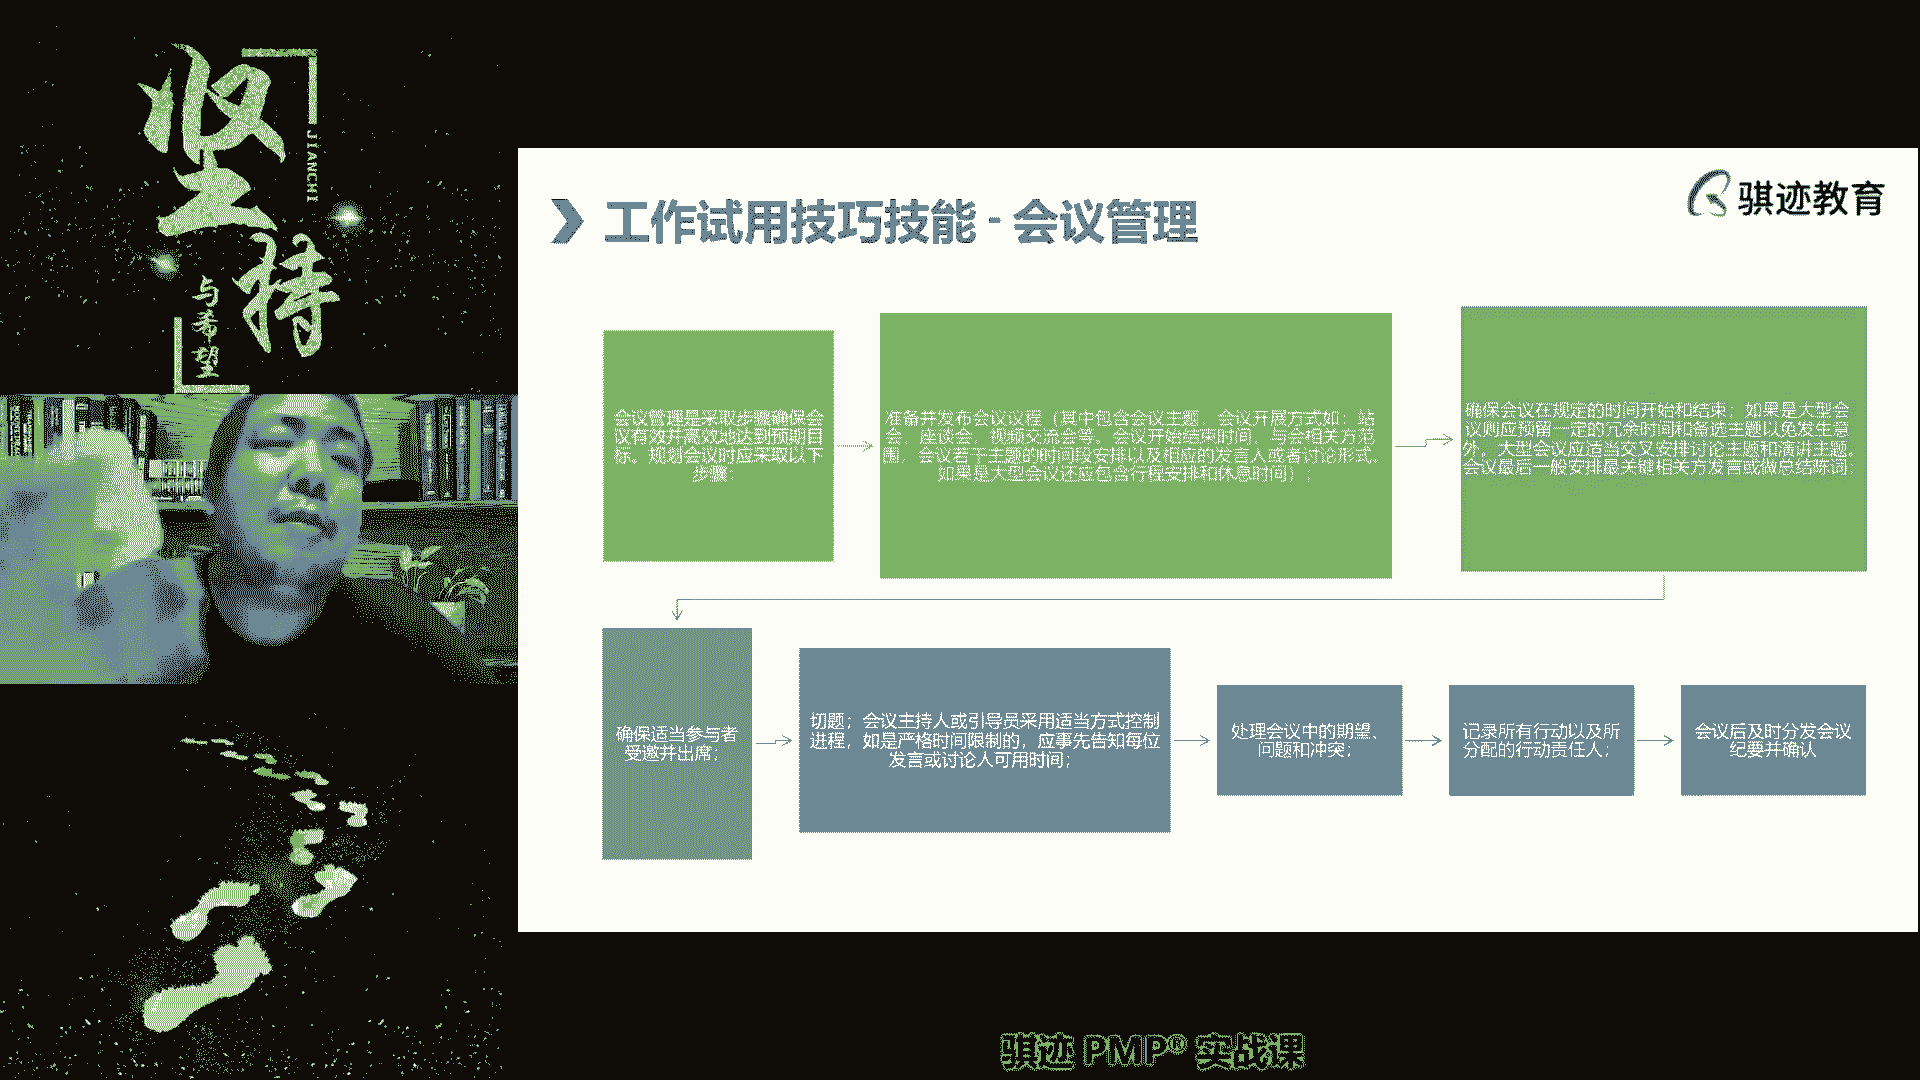 坚
持
JIANCHI
与希望
工作试用技巧技能 - 会议管理
骐迹教育
会议管理是采取步骤确保会
议有效并高效地达到预期目
标。规划会议时应采取以下
步骤：
准备并发布会议议程（其中包含会议主题、会议开展方式如：站
会、座谈会，视频交流会等。会议开始结束时间、与会相关方范
围，会议若干主题的时间段安排以及相应的发言人或者讨论形式。
如果是大型会议还应包含行程安排和休息时间）；
确保会议在规定的时间开始和结束；如果是大型会
议则应预留一定的冗余时间和备选主题以免发生意
外，大型会议应适当交叉安排讨论主题和演讲主题。
会议最后一般安排最关键相关方发言或做总结陈词；
确保适当参与者
受邀并出席；
切题；会议主持人或引导员采用适当方式控制
进程，如是严格时间限制的，应事先告知每位
发言或讨论人可用时间；
处理会议中的期望、
问题和冲突；
记录所有行动以及所
分配的行动责任人；
会议后及时分发会议
纪要并确认
骐迹 PMP® 实战课